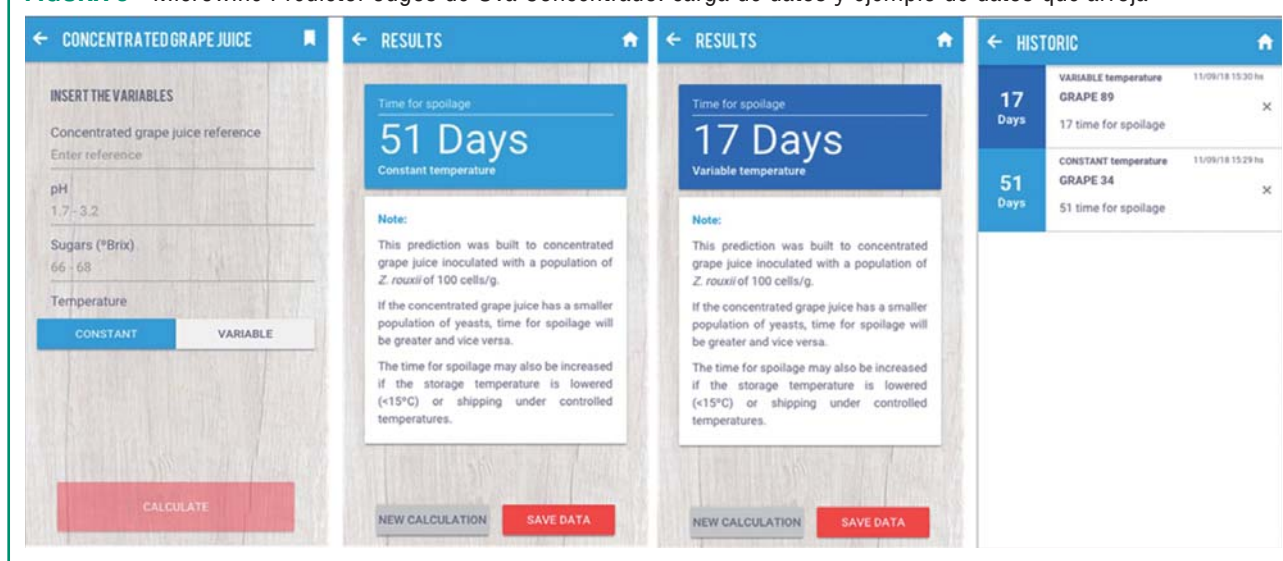 MicroWine Predictor Jugos de Uva Concentrado: carga de datos y ejemplo de datos que arroja
CONCENTRATED GRAPE JUICE
INSERT THE VARIABLES
Concentrated grape juice reference
Enter reference
pH
1.7 - 3.2
Sugars (ºBrix)
66 - 68
Temperature
CONSTANT
VARIABLE
CALCULATE
RESULTS
Time for spoilage
51 Days
Constant temperature
Note:
This prediction was built to concentrated
grape juice inoculated with a population of
Z. rouxii of 100 cells/g.
If the concentrated grape juice has a smaller
population of yeasts, time for spoilage will
be greater and vice versa.
The time for spoilage may also be increased
if the storage temperature is lowered
(<15ºC) or shipping under controlled
temperatures.
NEW CALCULATION
SAVE DATA
RESULTS
Time for spoilage
17 Days
Variable temperature
Note:
This prediction was built to concentrated
grape juice inoculated with a population of
Z. rouxii of 100 cells/g.
If the concentrated grape juice has a smaller
population of yeasts, time for spoilage will
be greater and vice versa.
The time for spoilage may also be increased
if the storage temperature is lowered
(<15ºC) or shipping under controlled
temperatures.
NEW CALCULATION
SAVE DATA
HISTORIC
17
Days
VARIABLE temperature
11/09/18 15:30 hs
GRAPE 89
17 time for spoilage
51
Days
CONSTANT temperature
11/09/18 15:29 hs
GRAPE 34
51 time for spoilage